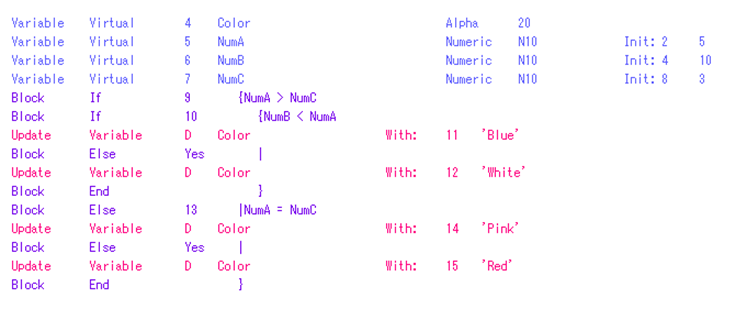 Variable Virtual 4 Color Alpha 20
Variable Virtual 5 NumA Numeric N10 Init: 2 5
Variable Virtual 6 NumB Numeric N10 Init: 4 10
Variable Virtual 7 NumC Numeric N10 Init: 8 3
Block If 9 {NumA > NumC
Block If 10 {NumB < NumA
Update Variable D Color With: 11 'Blue'
Block Else Yes |
Update Variable D Color With: 12 'White'
Block End }
Block Else 13 |NumA = NumC
Update Variable D Color With: 14 'Pink'
Block Else Yes |
Update Variable D Color With: 15 'Red'
Block End }